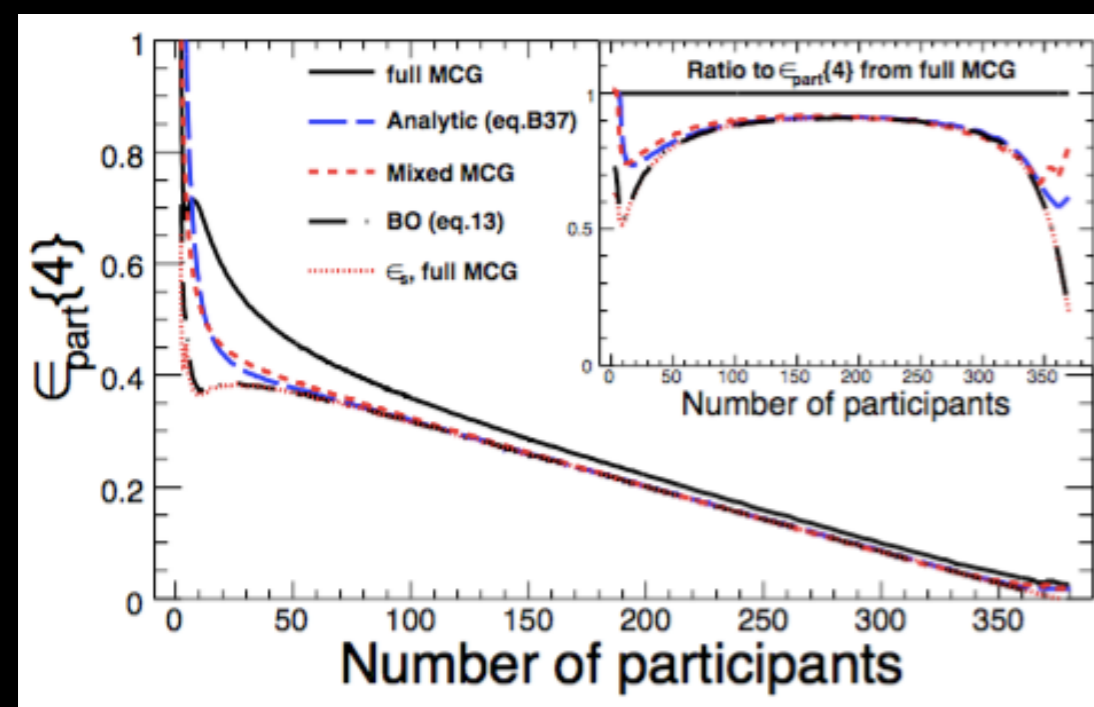 Ratio to ∈part{4} from full MCG
1
0.5
0
0 50 100 150 200 250 300 350
Number of participants
full MCG
Analytic (eq.B37)
Mixed MCG
BO (eq.13)
∈s, full MCG
∈part{4}
1
0.8
0.6
0.4
0.2
0
0 50 100 150 200 250 300 350
Number of participants